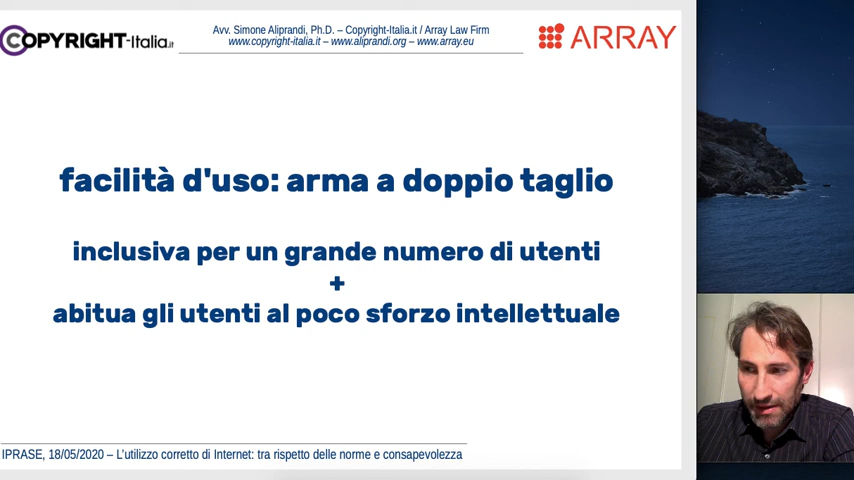 COPYRIGHT-Italia.it
Avv. Simone Aliprandi, Ph.D. – Copyright-Italia.it / Array Law Firm
www.copyright-italia.it – www.aliprandi.org – www.array.eu
ARRAY
facilità d'uso: arma a doppio taglio
inclusiva per un grande numero di utenti
+
abitua gli utenti al poco sforzo intellettuale
IPRASE, 18/05/2020 – L'utilizzo corretto di Internet: tra rispetto delle norme e consapevolezza